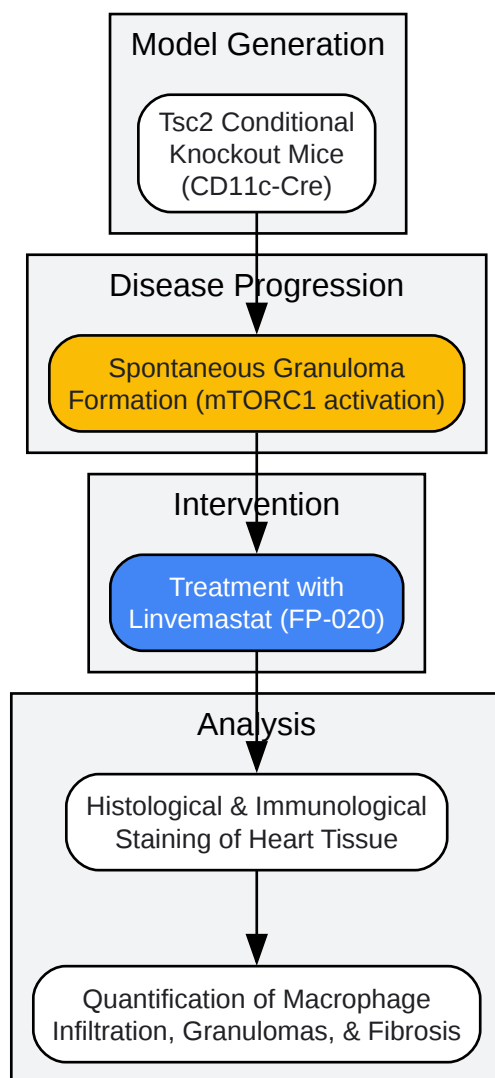 Model Generation
Tsc2 Conditional
Knockout Mice
(CD11c-Cre)
Disease Progression
Spontaneous Granuloma
Formation (mTORC1 activation)
Intervention
Treatment with
Linvemastat (FP-020)
Analysis
Histological & Immunological
Staining of Heart Tissue
Quantification of Macrophage
Infiltration, Granulomas, & Fibrosis